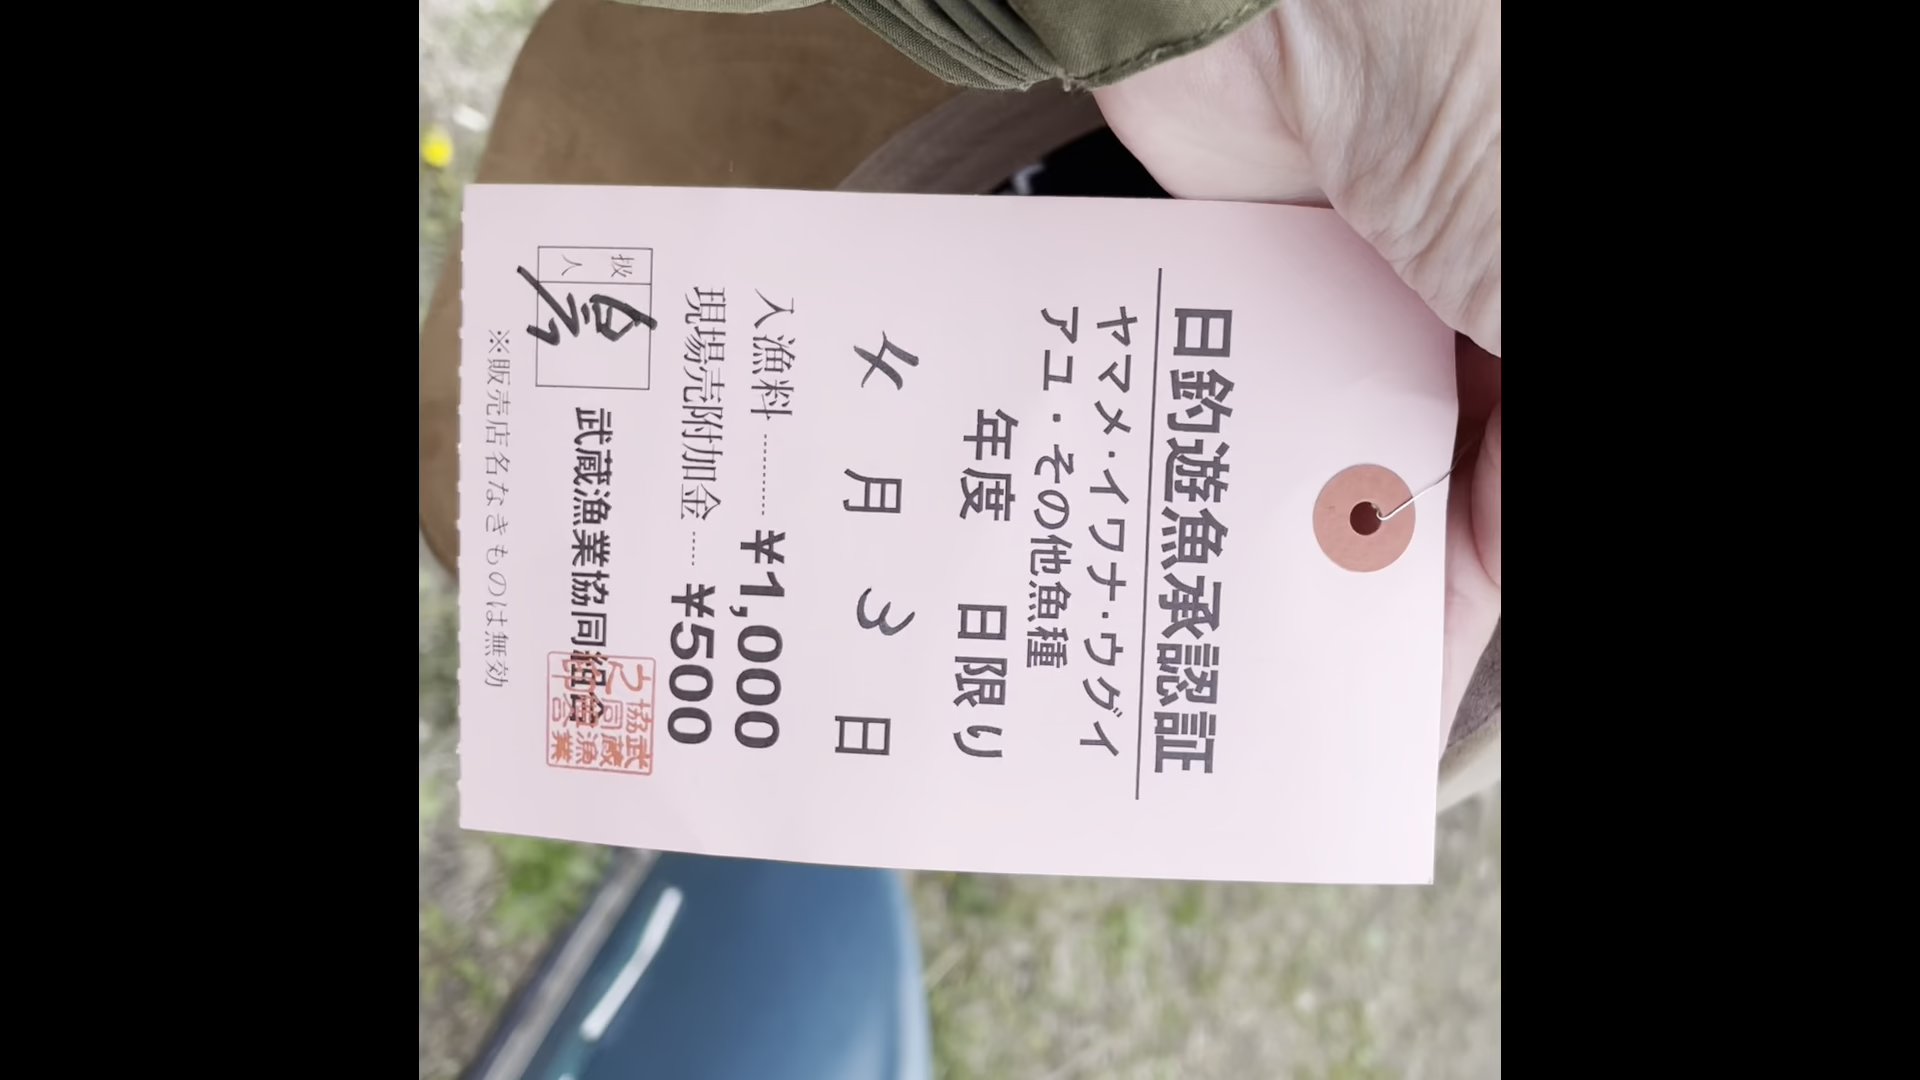 日釣遊魚承認証
ヤマメ・イワナ・ウグイ
アユ・その他魚種
年度 日限り
4 月 3 日
入漁料 ………… ¥1,000
現場売附加金 …… ¥500
扱人
武蔵漁業協同組合
※販売店名なきものは無効